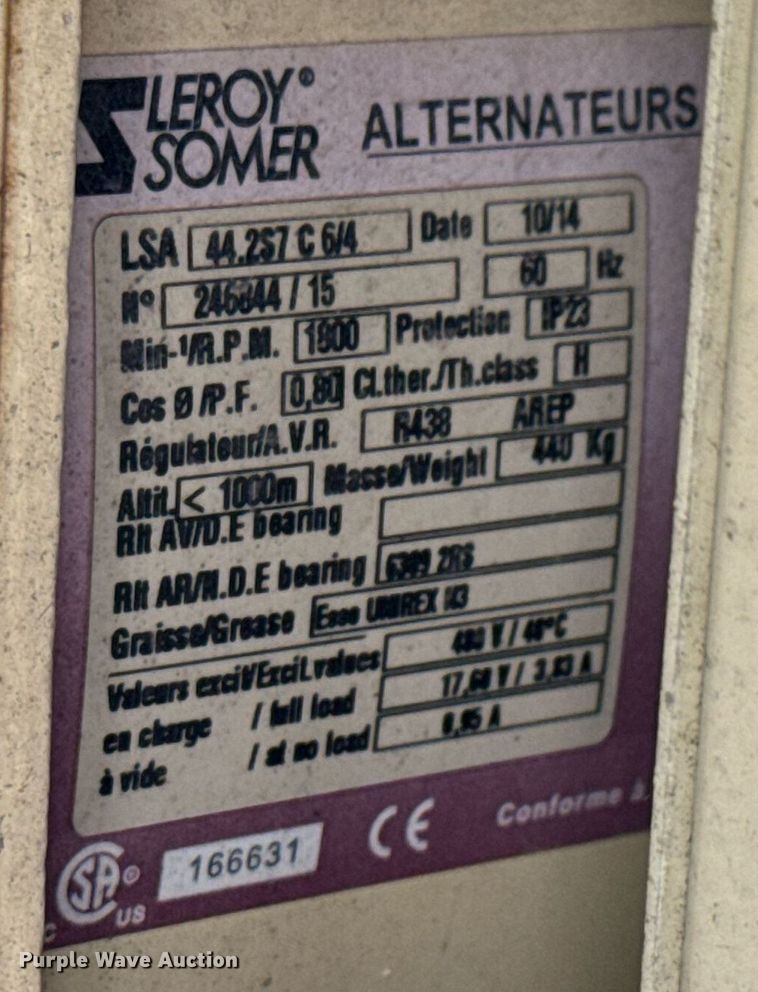 LEROY®
SOMER
ALTERNATEURS
LSA 44.2S7 C 6/4 Date 10/14
N° 246844 / 15 60 Hz
Min-¹/R.P.M. 1800 Protection IP23
Cos Ø /P.F. 0,80 Cl.ther./Th.class H
Régulateur/A.V.R. R438 AREP
Altit. < 1000m Masse/Weight 440 Kg
Rlt AV/D.E bearing
Rlt AR/N.D.E bearing 6309 2RS
Graisse/Grease Esso UNIREX N3
Valeurs excit/Excit.values 480 V / 40°C
en charge / full load 17,60 V / 3,83 A
à vide / at no load A
SA® US
166631
CE
Conforme à
C
Purple Wave Auction